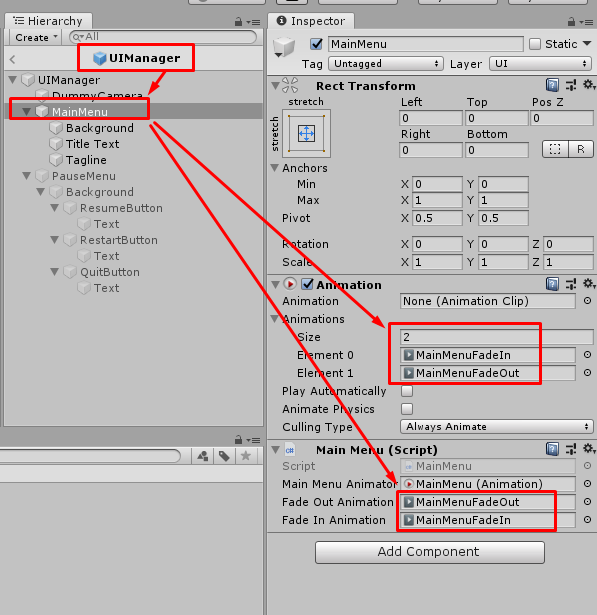 Hierarchy
Create
All
UIManager
UIManager
DummyCamera
MainMenu
Background
Title Text
Tagline
PauseMenu
Background
ResumeButton
Text
RestartButton
Text
QuitButton
Text
Inspector
MainMenu Static
Tag Untagged Layer UI
Rect Transform
stretch Left Top Pos Z
stretch
0 0 0
Right Bottom
0 0 R
Anchors
Min X 0 Y 0
Max X 1 Y 1
Pivot X 0.5 Y 0.5
Rotation X 0 Y 0 Z 0
Scale X 1 Y 1 Z 1
Animation
Animation None (Animation Clip)
Animations
Size 2
Element 0 MainMenuFadeIn
Element 1 MainMenuFadeOut
Play Automatically
Animate Physics
Culling Type Always Animate
C#
Main Menu (Script)
Script MainMenu
Main Menu Animator MainMenu (Animation)
Fade Out Animation MainMenuFadeOut
Fade In Animation MainMenuFadeIn
Add Component